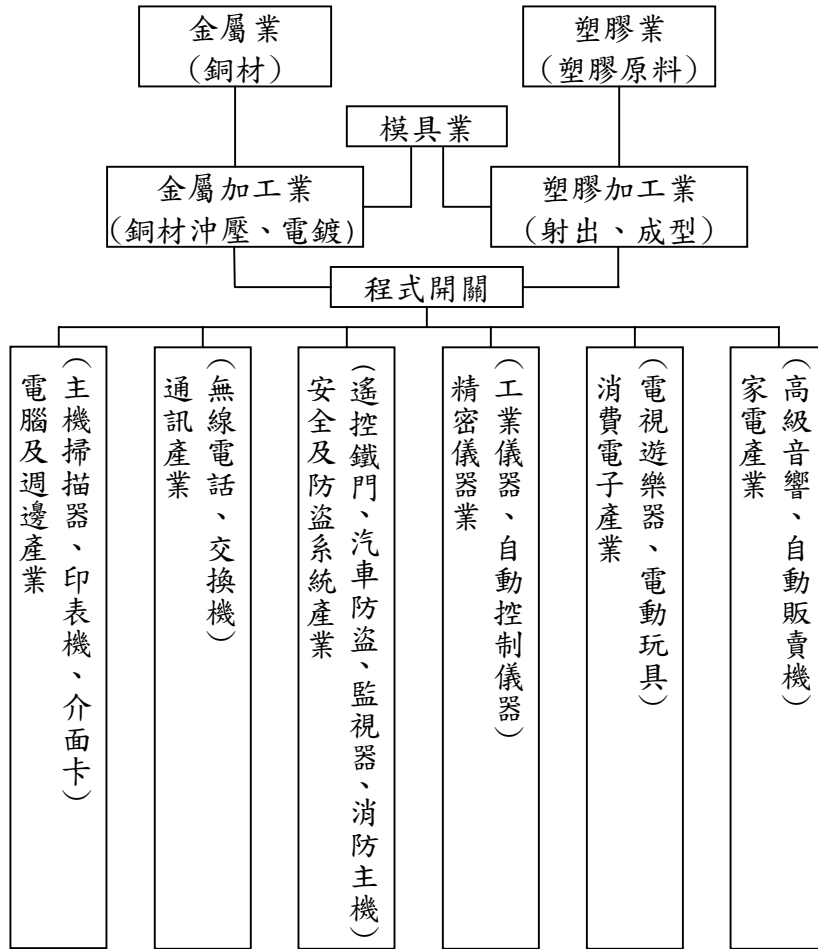 金屬業
（銅材）
塑膠業
（塑膠原料）
模具業
金屬加工業
（銅材沖壓、電鍍）
塑膠加工業
（射出、成型）
程式開關
電腦及週邊產業
（主機掃描器、印表機、介面卡）
通訊產業
（無線電話、交換機）
安全及防盜系統產業
（遙控鐵門、汽車防盜、監視器、消防主機）
精密儀器業
（工業儀器、自動控制儀器）
消費電子產業
（電視遊樂器、電動玩具）
家電產業
（高級音響、自動販賣機）